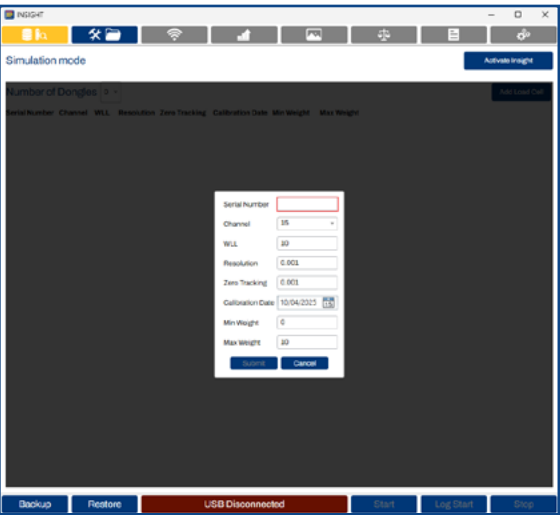 INSIGHT
Simulation mode
Activate Insight
Number of Dongles
Add Load Cell
Serial Number Channel WLL Resolution Zero Tracking Calibration Date Min Weight Max Weight
Serial Number
Channel 15
WLL 10
Resolution 0.001
Zero Tracking 0.001
Calibration Date 10/04/2025 15
Min Weight 0
Max Weight 10
Submit Cancel
Backup Restore USB Disconnected Start Log Start Stop